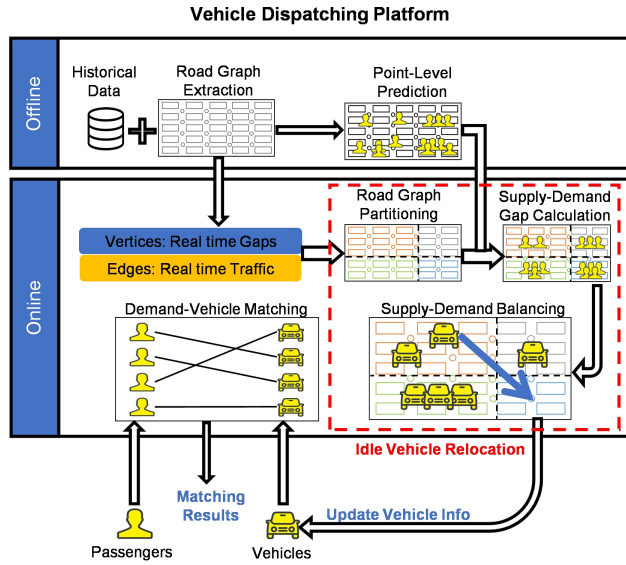 Vehicle Dispatching Platform
Offline
Historical
Data
Road Graph
Extraction
Point-Level
Prediction
Online
Vertices: Real time Gaps
Edges: Real time Traffic
Road Graph
Partitioning
Supply-Demand
Gap Calculation
Demand-Vehicle Matching
Supply-Demand Balancing
Idle Vehicle Relocation
Matching
Results
Update Vehicle Info
Passengers
Vehicles